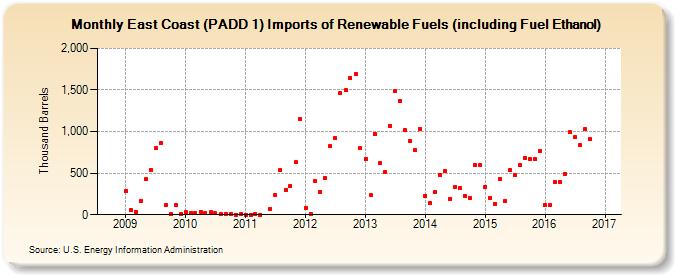 Monthly East Coast (PADD 1) Imports of Renewable Fuels (including Fuel Ethanol)
Thousand Barrels
2,000
1,500
1,000
500
0
2009 2010 2011 2012 2013 2014 2015 2016 2017
Source: U.S. Energy Information Administration